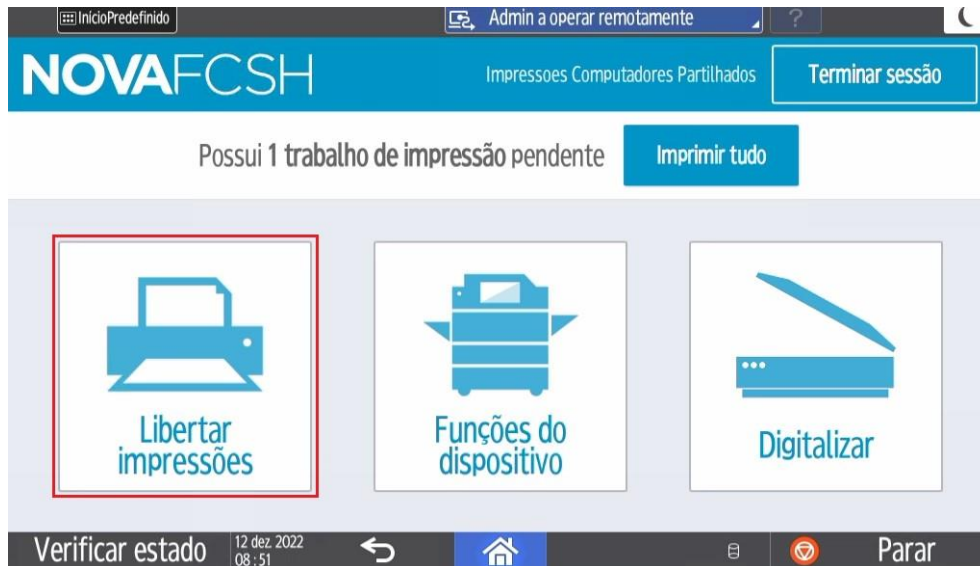 InícioPredefinido
Admin a operar remotamente
?
NOVAFCSH
Impressoes Computadores Partilhados
Terminar sessão
Possui 1 trabalho de impressão pendente
Imprimir tudo
Libertar
impressões
Funções do
dispositivo
Digitalizar
Verificar estado
12 dez. 2022
08 : 51
Parar